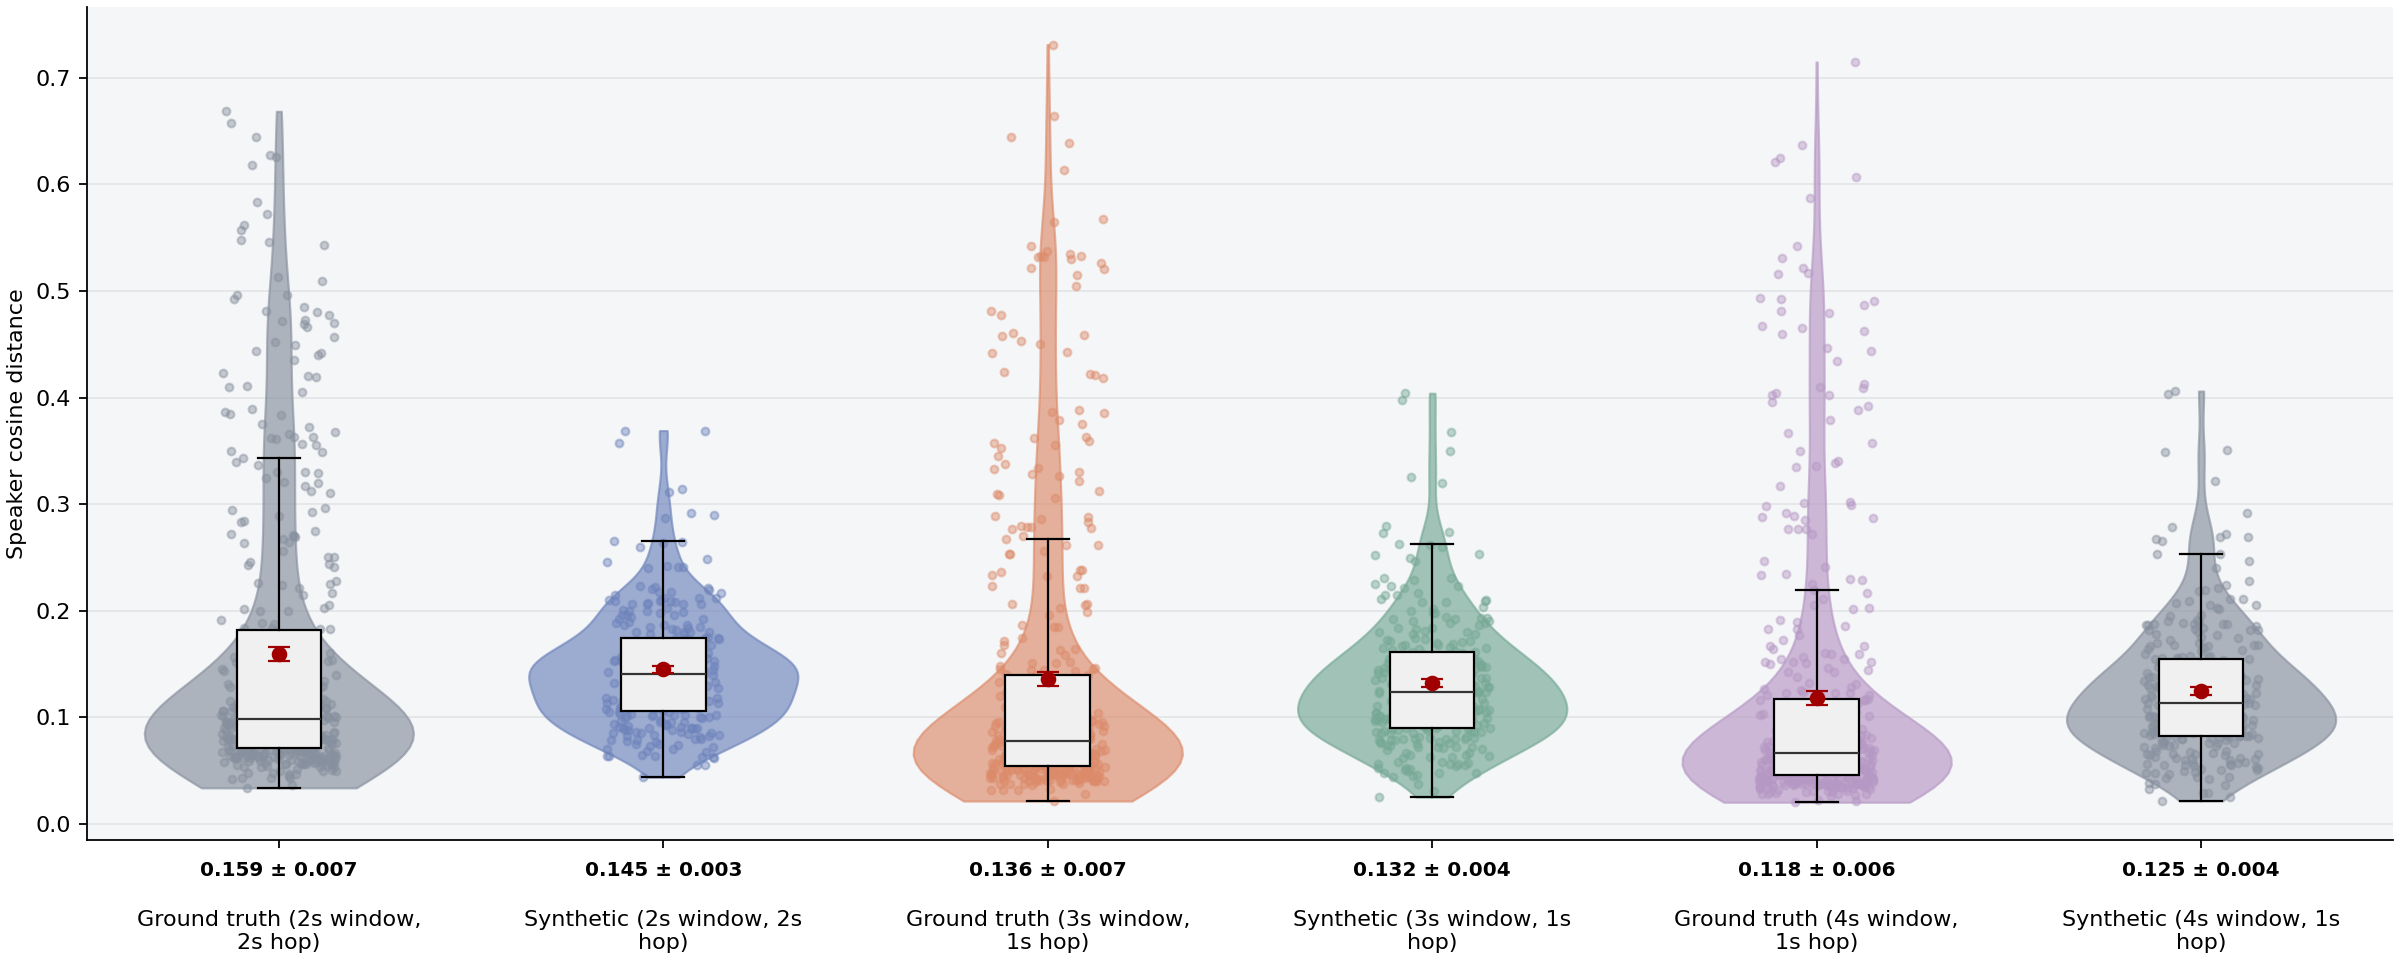 Speaker cosine distance
0.7
0.6
0.5
0.4
0.3
0.2
0.1
0.0
0.159 ± 0.007
0.145 ± 0.003
0.136 ± 0.007
0.132 ± 0.004
0.118 ± 0.006
0.125 ± 0.004
Ground truth (2s window,
2s hop)
Synthetic (2s window, 2s
hop)
Ground truth (3s window,
1s hop)
Synthetic (3s window, 1s
hop)
Ground truth (4s window,
1s hop)
Synthetic (4s window, 1s
hop)